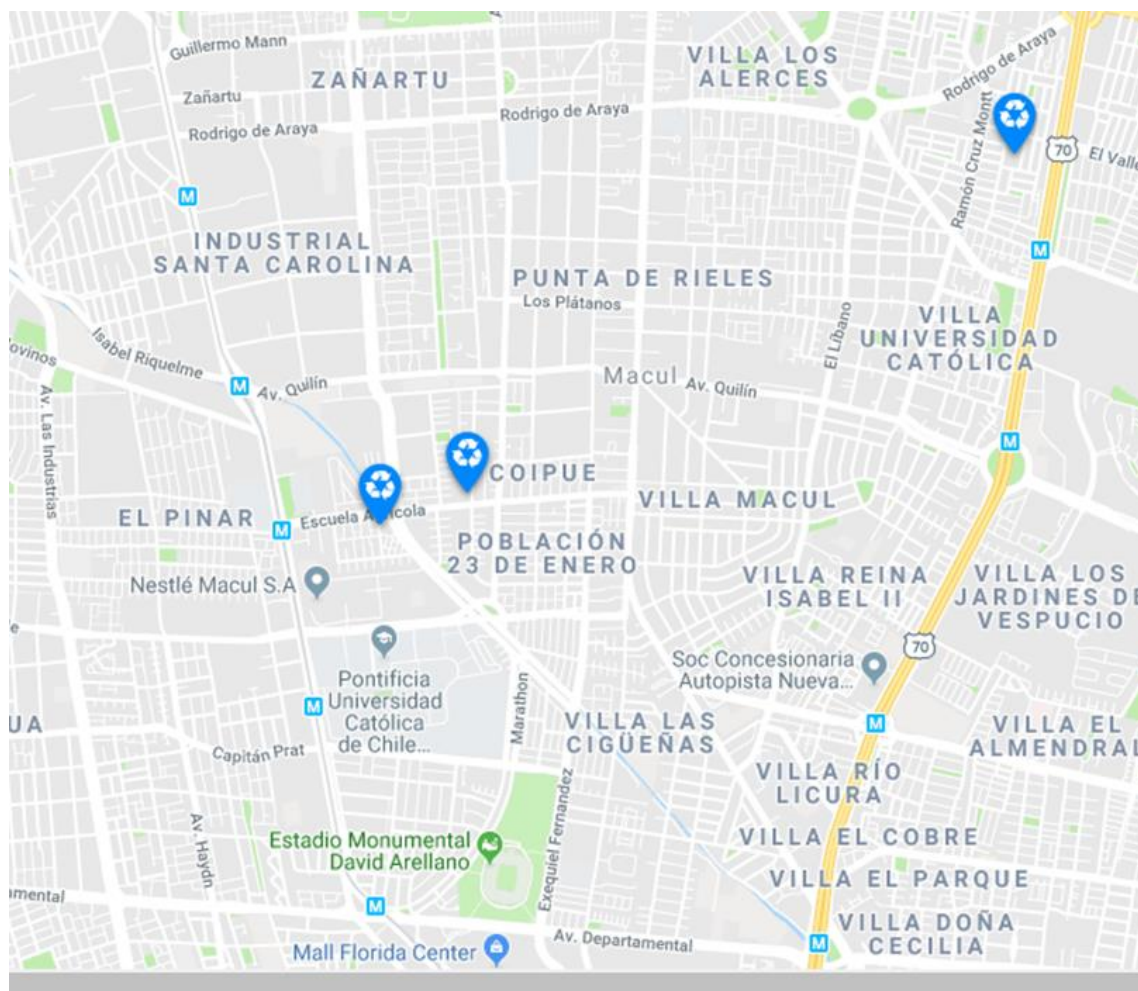 Guillermo Mann
ZAÑARTU
VILLA LOS
ALERCES
Rodrigo de Araya
Zañartu
Rodrigo de Araya
Rodrigo de Araya
Ramón Cruz Montt
70
El Valle
M
INDUSTRIAL
SANTA CAROLINA
M
PUNTA DE RIELES
Los Plátanos
VILLA
UNIVERSIDAD
CATÓLICA
El Líbano
Isabel Riquelme
Av. Las Industrias
M
Av. Quilín
Macul
Av. Quilín
M
COIPUE
EL PINAR
M
Escuela
VILLA MACUL
POBLACIÓN
23 DE ENERO
Nestlé Macul S.A
VILLA REINA
ISABEL II
VILLA LOS
JARDINES DE
VESPUCIO
70
Pontificia
Universidad
Católica
de Chile...
Soc Concesionaria
Autopista Nueva...
M
Marathon
M
VILLA LAS
CIGÜEÑAS
VILLA EL
ALMENDRAL
UA
Capitán Prat
VILLA RÍO
LICURA
Av. Haydn
Exequiel Fernandez
Estadio Monumental
David Arellano
VILLA EL COBRE
VILLA EL PARQUE
amental
M
VILLA DOÑA
CECILIA
Mall Florida Center
Av. Departamental
M